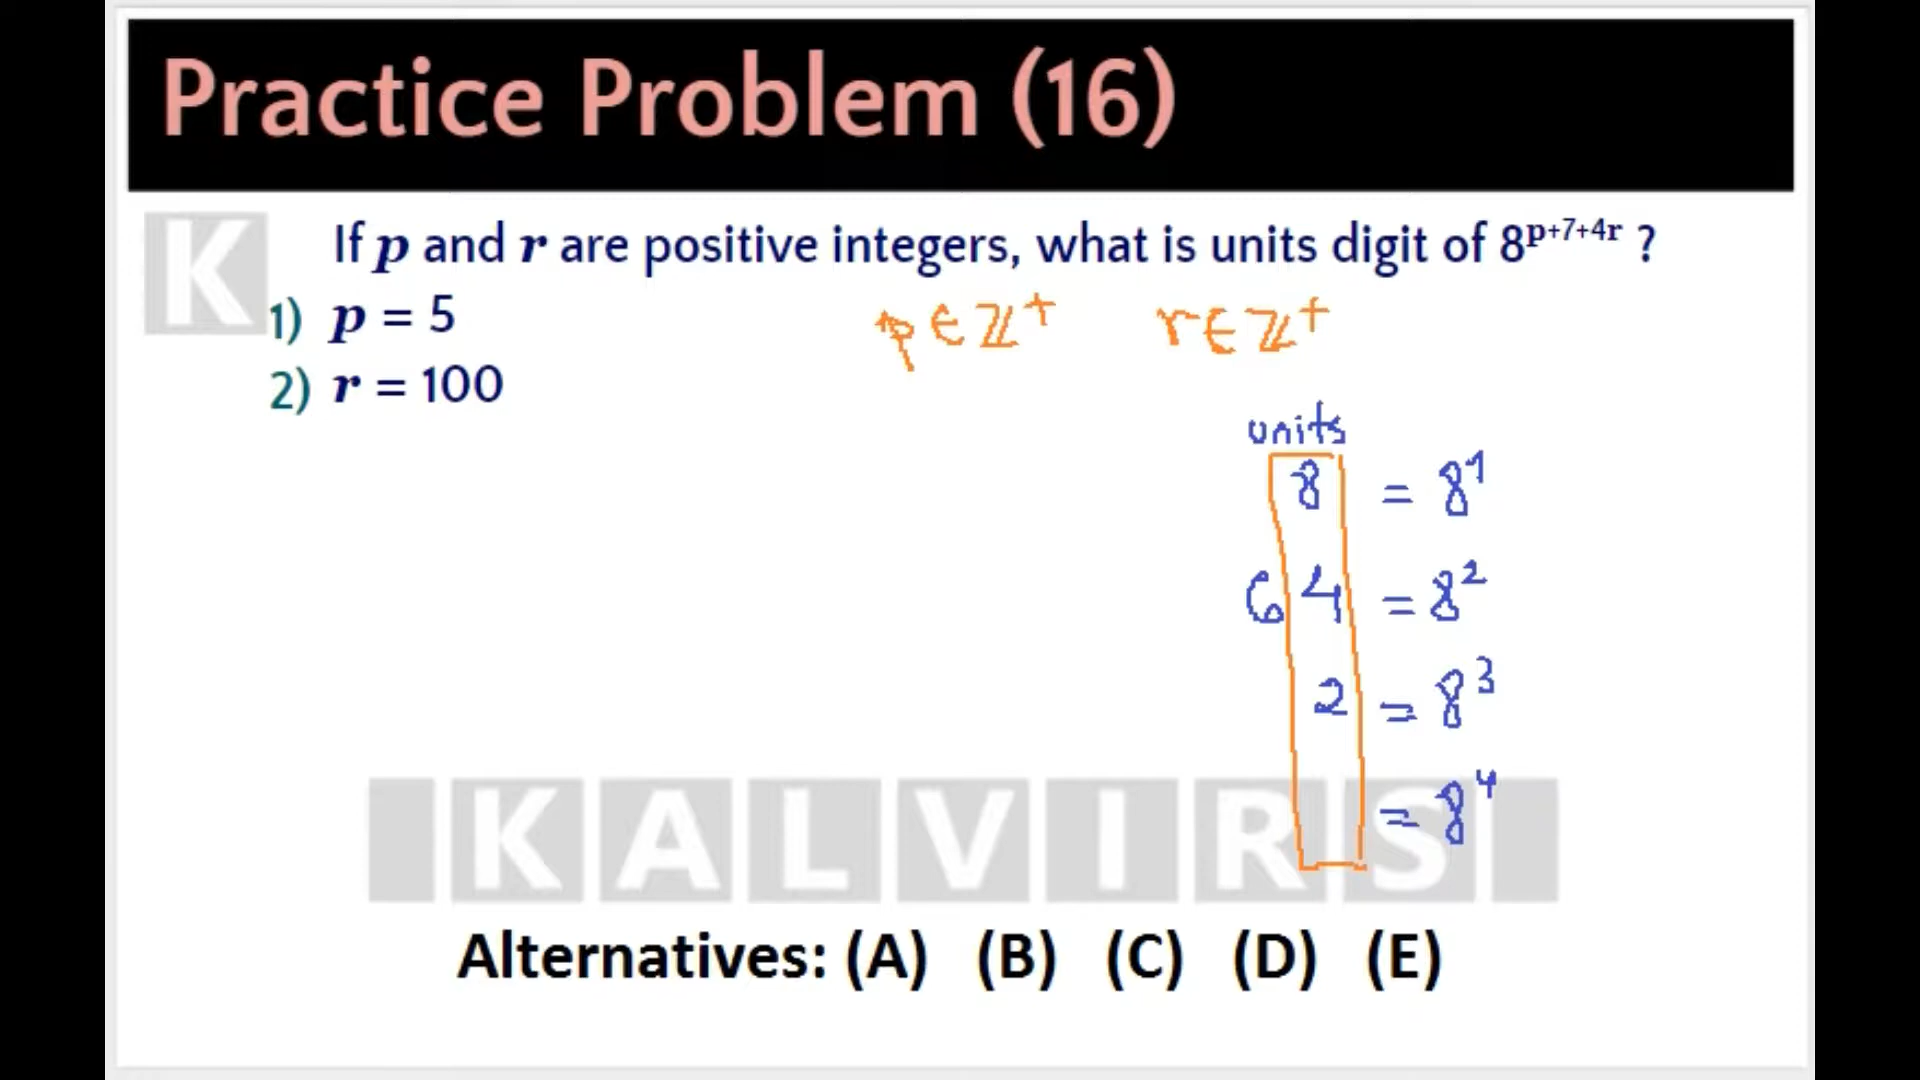 Practice Problem (16)
K
If p and r are positive integers, what is units digit of 8^{p+7+4r} ?
1) p = 5
p ∈ ℤ⁺ r ∈ ℤ⁺
2) r = 100
units
8 = 8¹
64 = 8²
2 = 8³
= 8⁴
KALVIRS
Alternatives: (A) (B) (C) (D) (E)